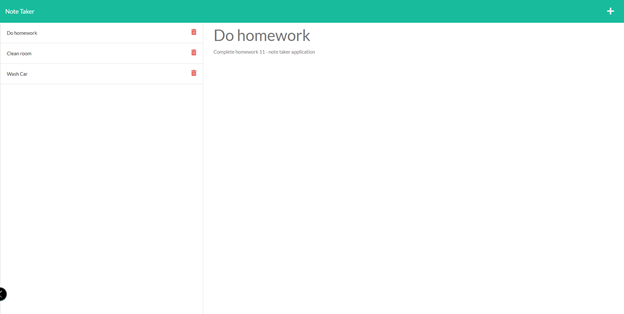 Note Taker
Do homework
Clean room
Wash Car
Do homework
Complete homework 11 - note taker application